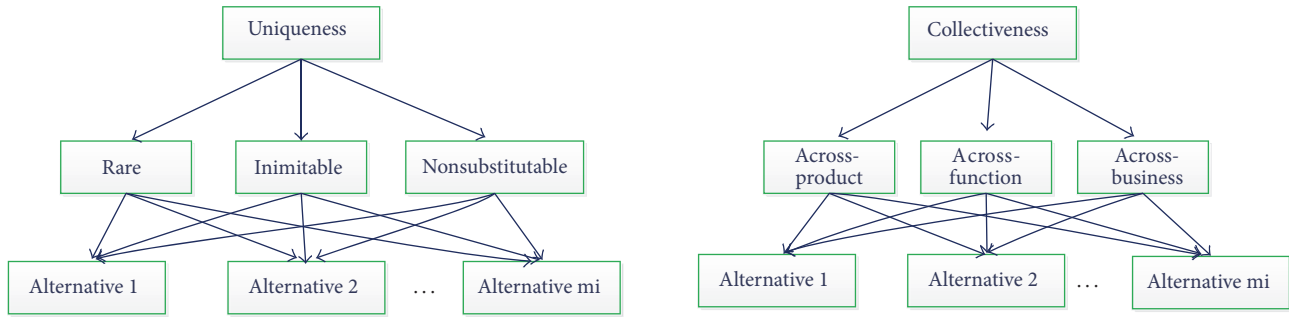 Uniqueness
Rare
Inimitable
Nonsubstitutable
Alternative 1
Alternative 2
...
Alternative mi
Collectiveness
Across-
product
Across-
function
Across-
business
Alternative 1
Alternative 2
...
Alternative mi